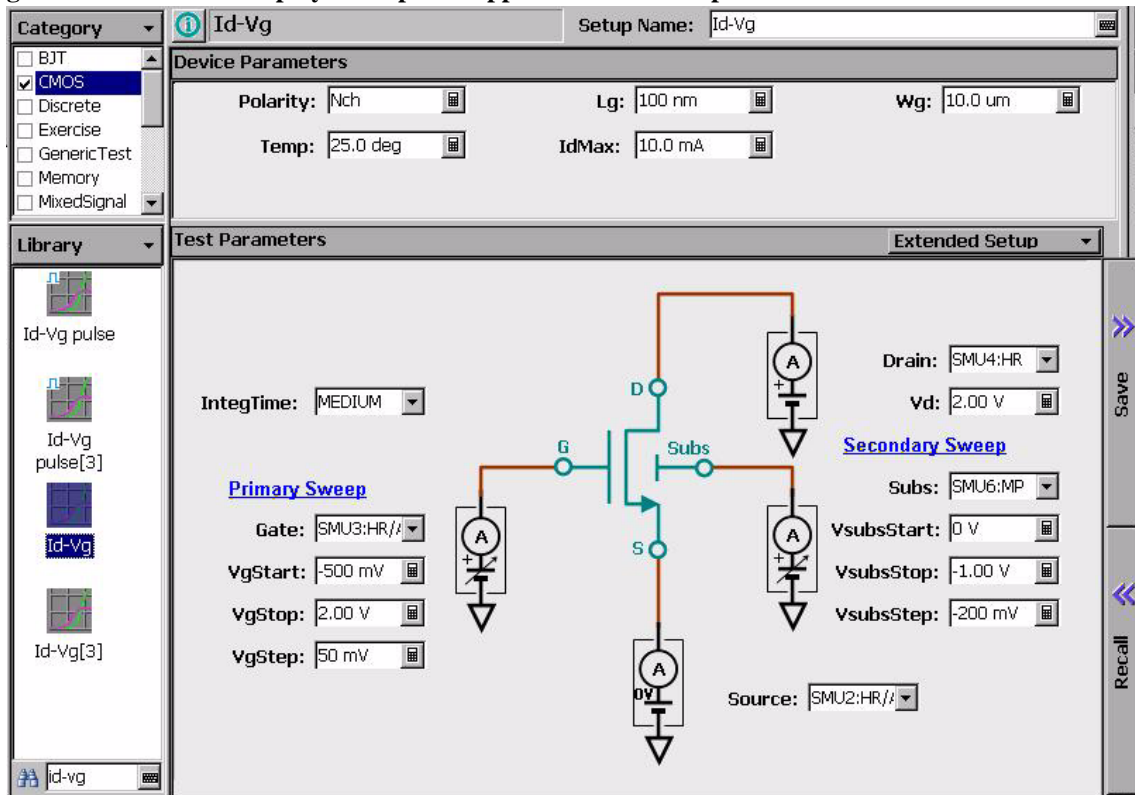 Category
BJT
CMOS
Discrete
Exercise
GenericTest
Memory
MixedSignal
Id-Vg
Setup Name: Id-Vg
Device Parameters
Polarity: Nch
Lg: 100 nm
Wg: 10.0 um
Temp: 25.0 deg
IdMax: 10.0 mA
Library
Id-Vg pulse
Id-Vg
pulse[3]
Id-Vg
Id-Vg[3]
id-vg
Test Parameters
Extended Setup
IntegTime: MEDIUM
Primary Sweep
Gate: SMU3:HR/
VgStart: -500 mV
VgStop: 2.00 V
VgStep: 50 mV
D
G
Subs
S
A
+
A
+
A
+
A
0V
Drain: SMU4:HR
Vd: 2.00 V
Secondary Sweep
Subs: SMU6:MP
VsubsStart: 0 V
VsubsStop: -1.00 V
VsubsStep: -200 mV
Source: SMU2:HR/
Save
Recall